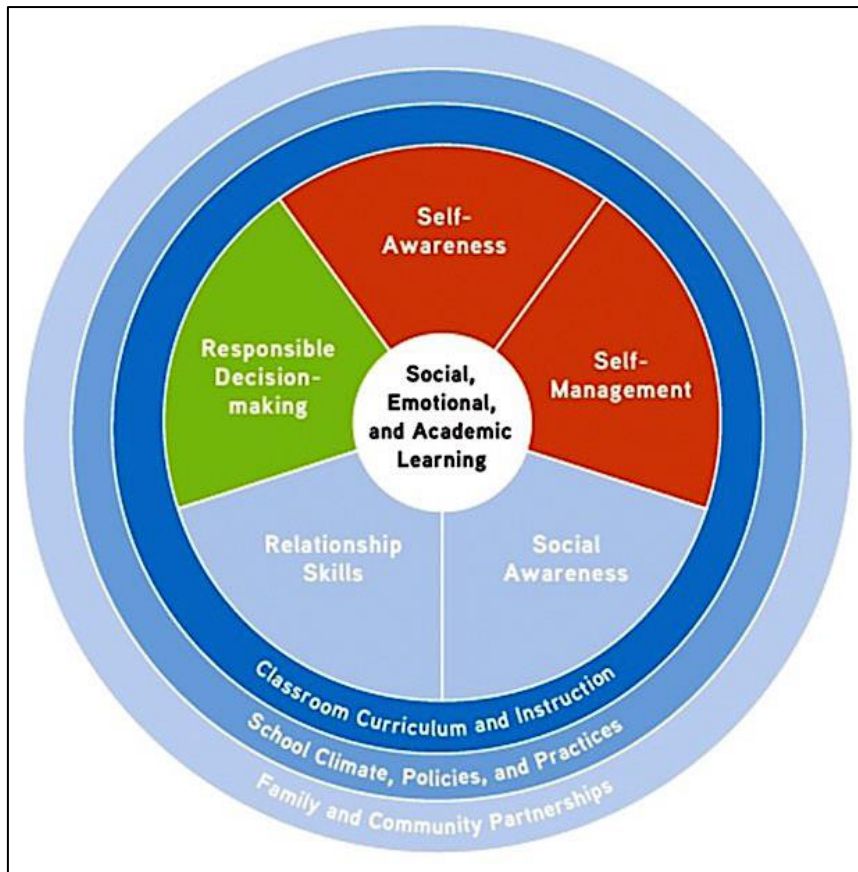 Self-
Awareness
Self-
Management
Social
Awareness
Relationship
Skills
Responsible
Decision-
making
Social,
Emotional,
and Academic
Learning
Classroom Curriculum and Instruction
School Climate, Policies, and Practices
Family and Community Partnerships